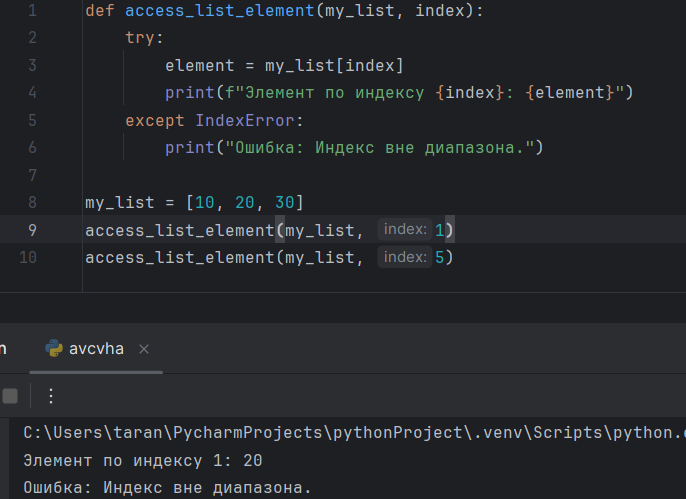 1 def access_list_element(my_list, index):
2 try:
3 element = my_list[index]
4 print(f"Элемент по индексу {index}: {element}")
5 except IndexError:
6 print("Ошибка: Индекс вне диапазона.")
7
8 my_list = [10, 20, 30]
9 access_list_element(my_list, index: 1)
10 access_list_element(my_list, index: 5)
avcvha
C:\Users\taran\PycharmProjects\pythonProject\.venv\Scripts\python.
Элемент по индексу 1: 20
Ошибка: Индекс вне диапазона.